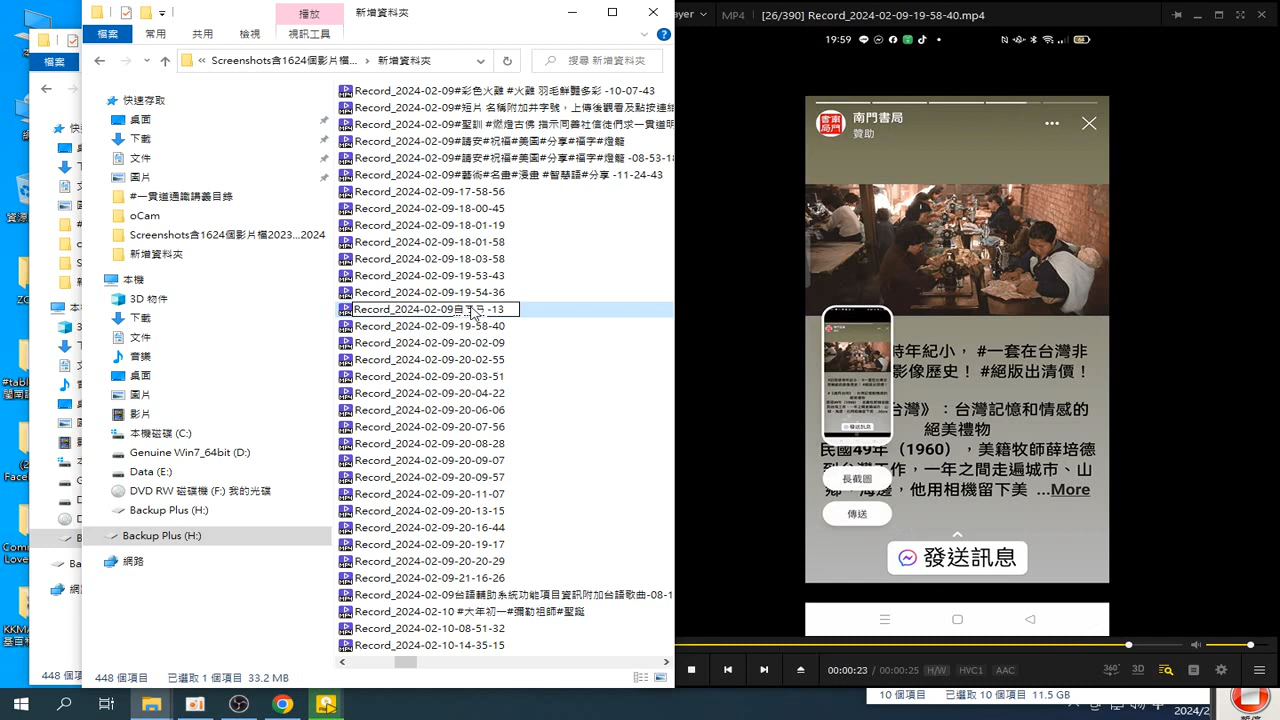 播放
新增資料夾
檔案
常用
共用
檢視
視訊工具
Screenshots含1624個影片檔... › 新增資料夾
搜尋 新增資料夾
快速存取
桌面
下載
文件
圖片
#一貫道通識講義目錄
oCam
Screenshots含1624個影片檔2023...2024
新增資料夾
本機
3D 物件
下載
文件
音樂
桌面
圖片
影片
本機磁碟 (C:)
Genuine Win7_64bit (D:)
Data (E:)
DVD RW 磁碟機 (F:) 我的光碟
Backup Plus (H:)
Backup Plus (H:)
網路
Record_2024-02-09#彩色火雞 #火雞 羽毛鮮豔多彩 -10-07-43
Record_2024-02-09#短片 名稱附加井字號，上傳後觀看及點按連結
Record_2024-02-09#聖訓 #燃燈古佛 指示同善社信徒們求一貫道明
Record_2024-02-09#請安#祝福#美圖#分享#福字#燈籠
Record_2024-02-09#請安#祝福#美圖#分享#福字#燈籠 -08-53-18
Record_2024-02-09#藝術#名畫#漫畫 #智慧語#分享 -11-24-43
Record_2024-02-09-17-58-56
Record_2024-02-09-18-00-45
Record_2024-02-09-18-01-19
Record_2024-02-09-18-01-58
Record_2024-02-09-18-03-58
Record_2024-02-09-19-53-43
Record_2024-02-09-19-54-36
Record_2024-02-09 -13
Record_2024-02-09-19-58-40
Record_2024-02-09-20-02-09
Record_2024-02-09-20-02-55
Record_2024-02-09-20-03-51
Record_2024-02-09-20-04-22
Record_2024-02-09-20-06-06
Record_2024-02-09-20-07-56
Record_2024-02-09-20-08-28
Record_2024-02-09-20-09-07
Record_2024-02-09-20-09-57
Record_2024-02-09-20-11-07
Record_2024-02-09-20-13-15
Record_2024-02-09-20-16-44
Record_2024-02-09-20-19-17
Record_2024-02-09-20-20-29
Record_2024-02-09-21-16-26
Record_2024-02-09台語輔助系統功能項目資訊附加台語歌曲-08-1
Record_2024-02-10 #大年初一#彌勒祖師#聖誕
Record_2024-02-10-08-51-32
Record_2024-02-10-14-35-15
448 個項目
已選取 1 個項目 33.2 MB
檔案
448 個項
ayer
MP4
[26/390] Record_2024-02-09-19-58-40.mp4
19:59
南門書局
贊助
時年紀小， #一套在台灣非
影像歷史！ #絕版出清價！
台灣》：台灣記憶和情感的
絕美禮物
民國49年（1960），美籍牧師薛培德
作，一年之間走遍城市、山
他用相機留下美 ...More
長截圖
傳送
發送訊息
發送訊息
00:00:23 / 00:00:25 H/W HVC1 AAC
360°
3D
10 個項目 已選取 10 個項目 11.5 GB
2024/2